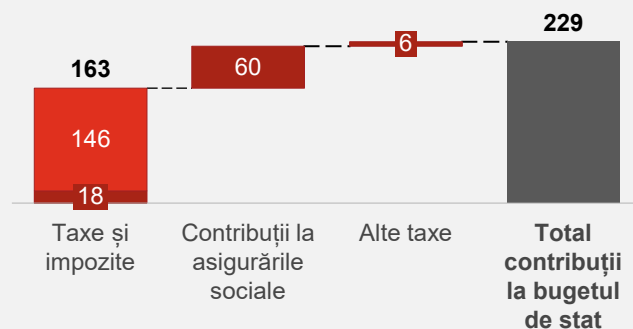 163
146
18
60
6
229
Taxe și
impozite
Contribuții la
asigurările
sociale
Alte taxe
Total
contribuții
la bugetul
de stat